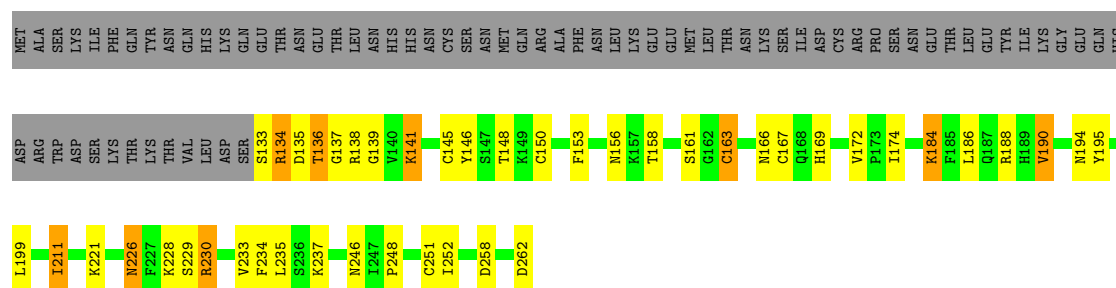 MET ALA SER LYS ILE PHE GLN TYR ASN GLN HIS LYS GLN GLU THR ASN GLU THR LEU ASN HIS HIS ASN CYS SER ASN MET GLN ARG ALA PHE ASN LEU LYS GLU GLU MET LEU THR ASN LYS SER ILE ASP CYS ARG PRO SER ASN GLU THR LEU GLU TYR ILE LYS GLY GLU GLN HIS
ASP ARG TRP ASP SER LYS THR LYS THR VAL LEU ASP SER S133 R134 D135 T136 G137 R138 G139 V140 K141 C145 Y146 S147 T148 K149 C150 F153 N156 K157 T158 S161 G162 C163 N166 C167 Q168 H169 V172 P173 I174 K184 F185 L186 Q187 R188 H189 V190 N194 Y195
L199 I211 K221 N226 F227 K228 S229 R230 V233 F234 L235 S236 K237 N246 I247 P248 C251 I252 D258 D262